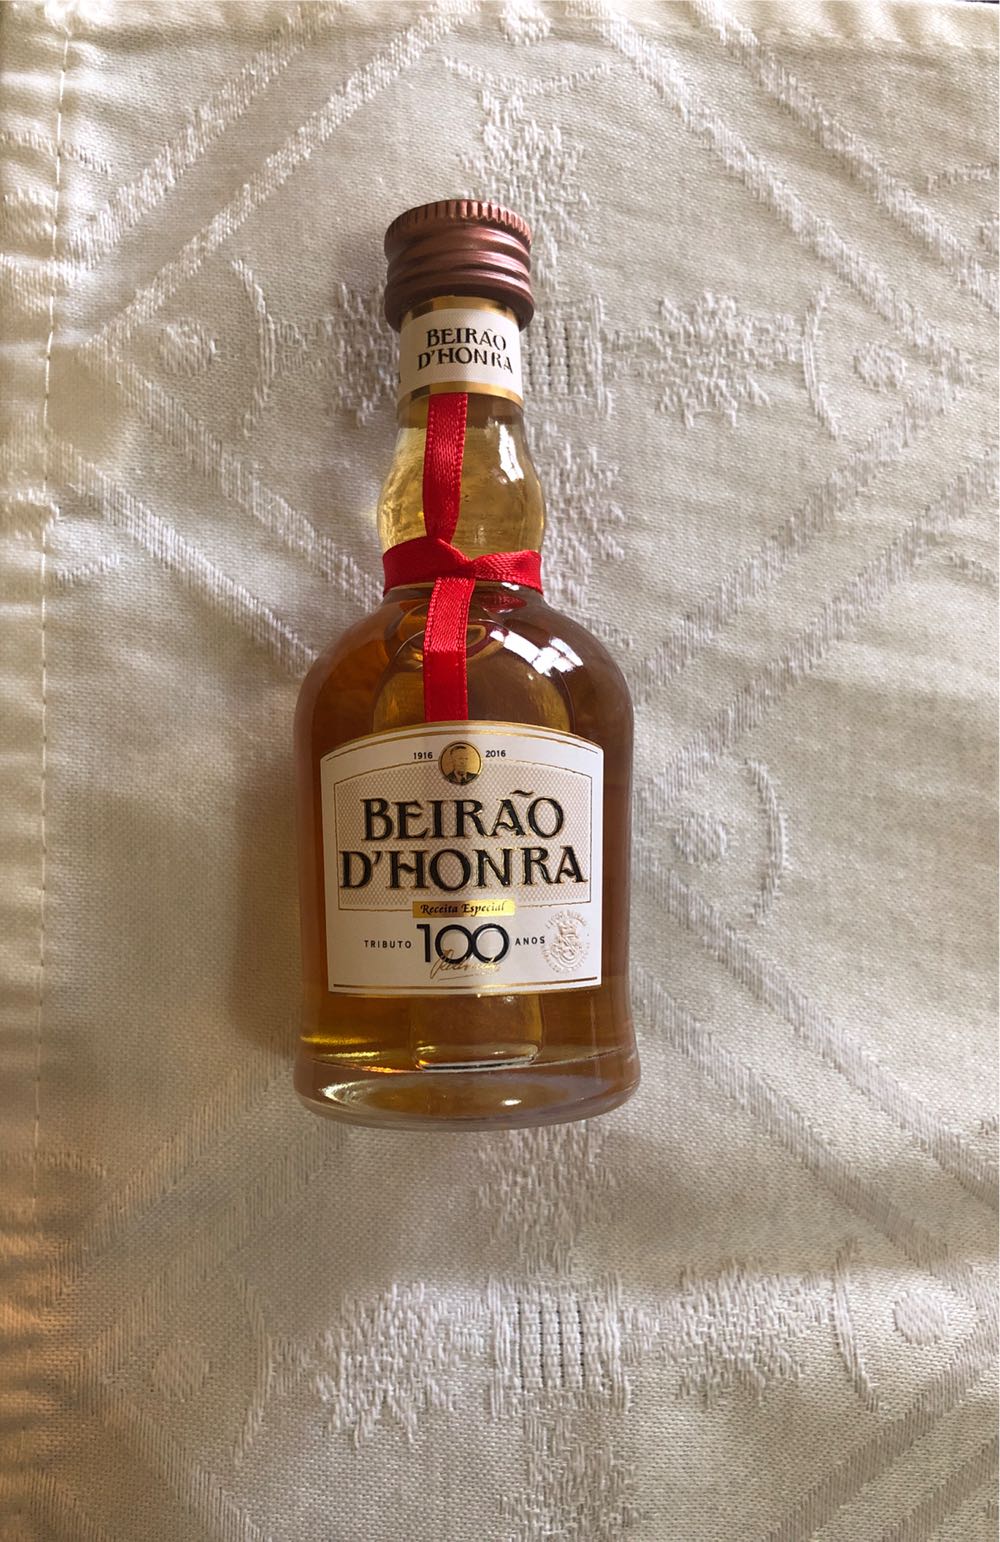 BEIRÃO
D'HONRA
1916 2016
BEIRÃO
D'HONRA
Receita Especial
TRIBUTO 100 ANOS